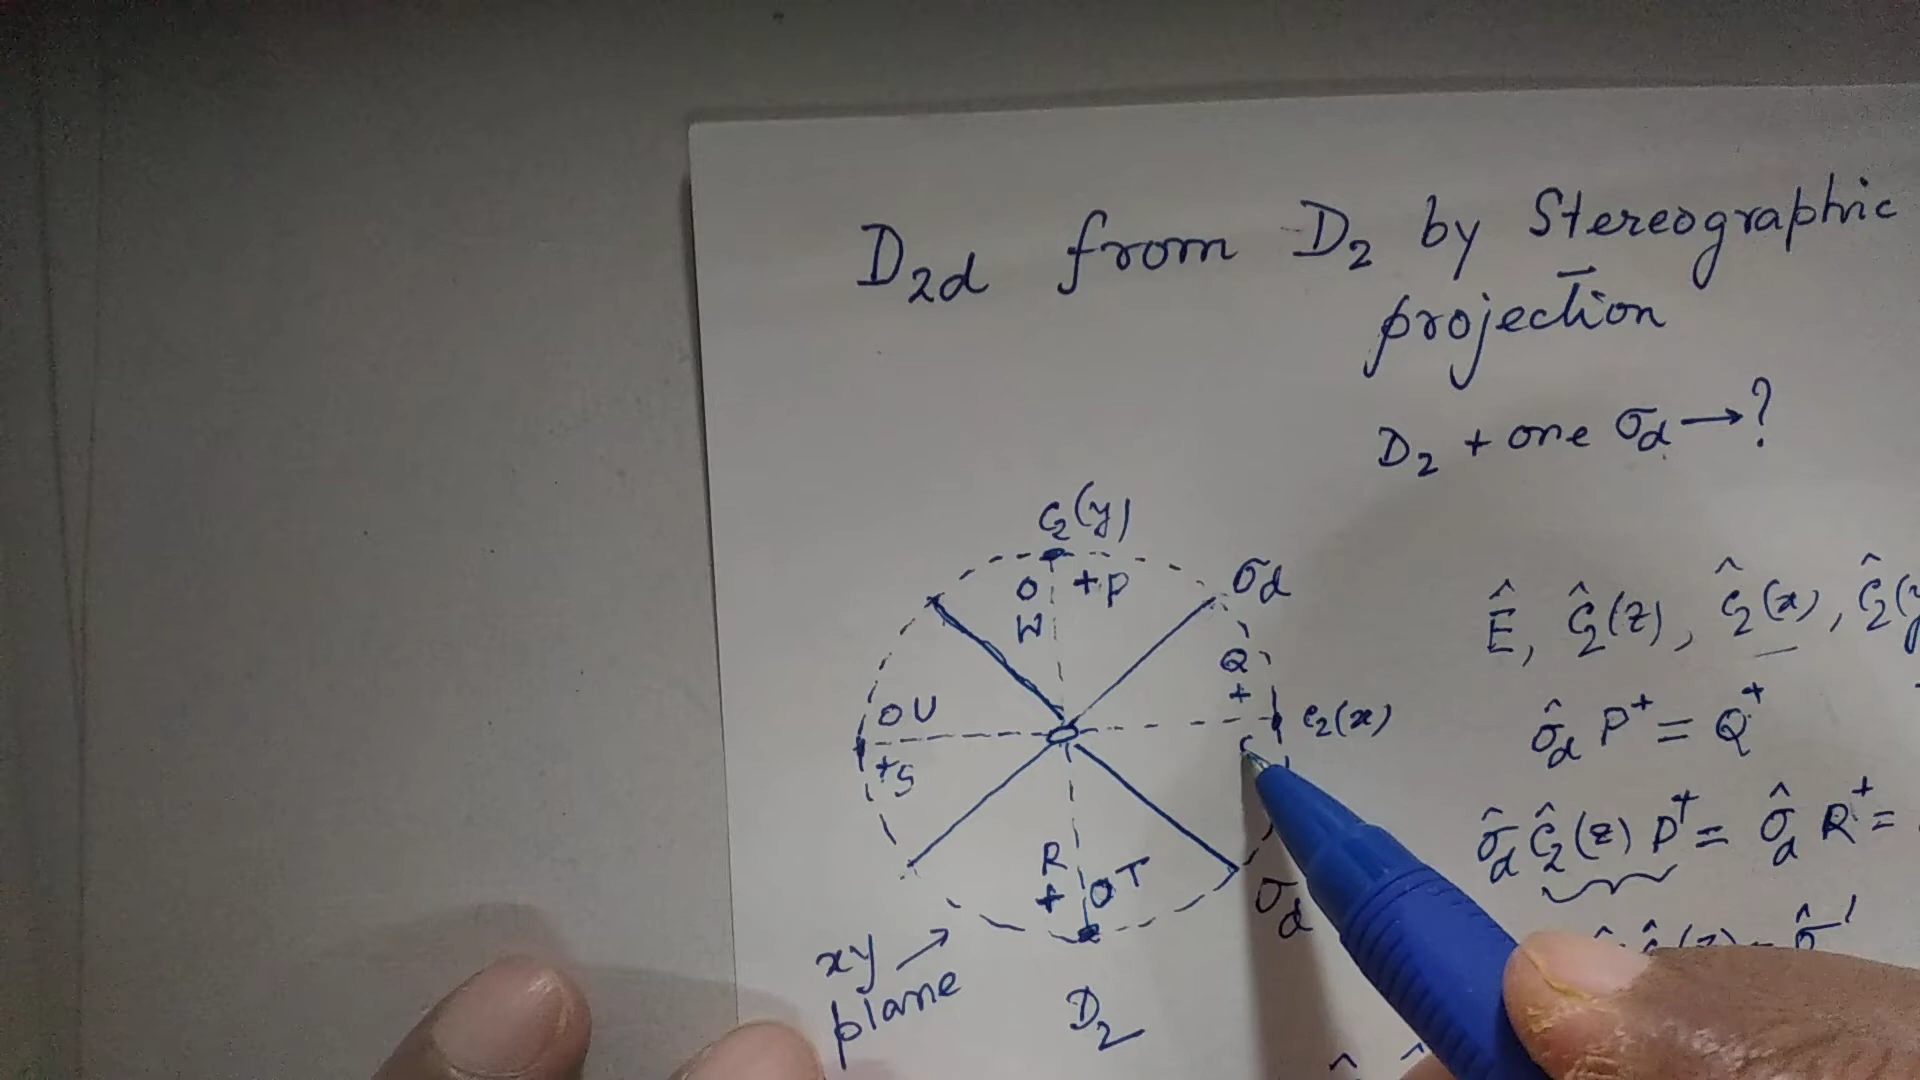 D₂d from D₂ by Stereographic
projection
D₂ + one σd → ?
C₂(y)
O +P
W
σd
Q
+
OU
C₂(x)
+S
R
+ OT
σd
xy →
plane
D₂
Ê, Ĉ₂(z), Ĉ₂(x), Ĉ₂(y
σ̂d P⁺ = Q⁺
σ̂d Ĉ₂(z) P⁺ = σ̂d R⁺ =